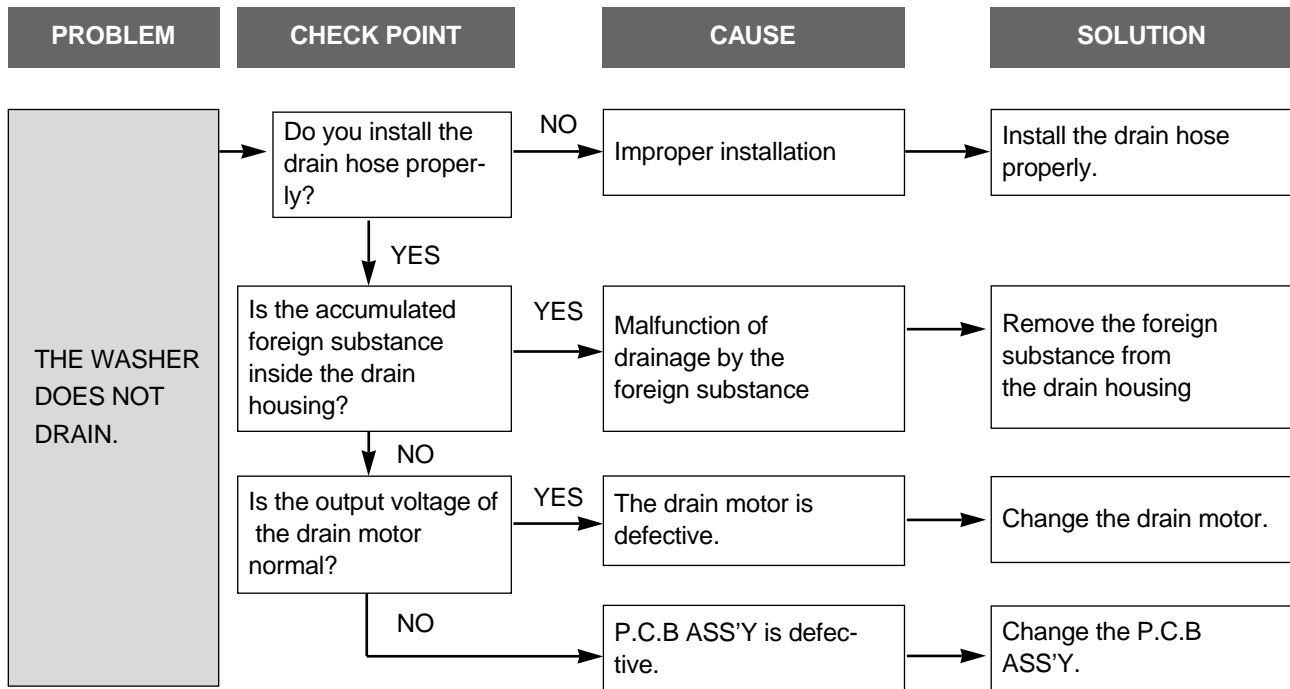 PROBLEM
CHECK POINT
CAUSE
SOLUTION
THE WASHER
DOES NOT
DRAIN.
Do you install the
drain hose proper-
ly?
NO
Improper installation
Install the drain hose
properly.
YES
Is the accumulated
foreign substance
inside the drain
housing?
YES
Malfunction of
drainage by the
foreign substance
Remove the foreign
substance from
the drain housing
NO
Is the output voltage of
the drain motor
normal?
YES
The drain motor is
defective.
Change the drain motor.
NO
P.C.B ASS'Y is defec-
tive.
Change the P.C.B
ASS'Y.